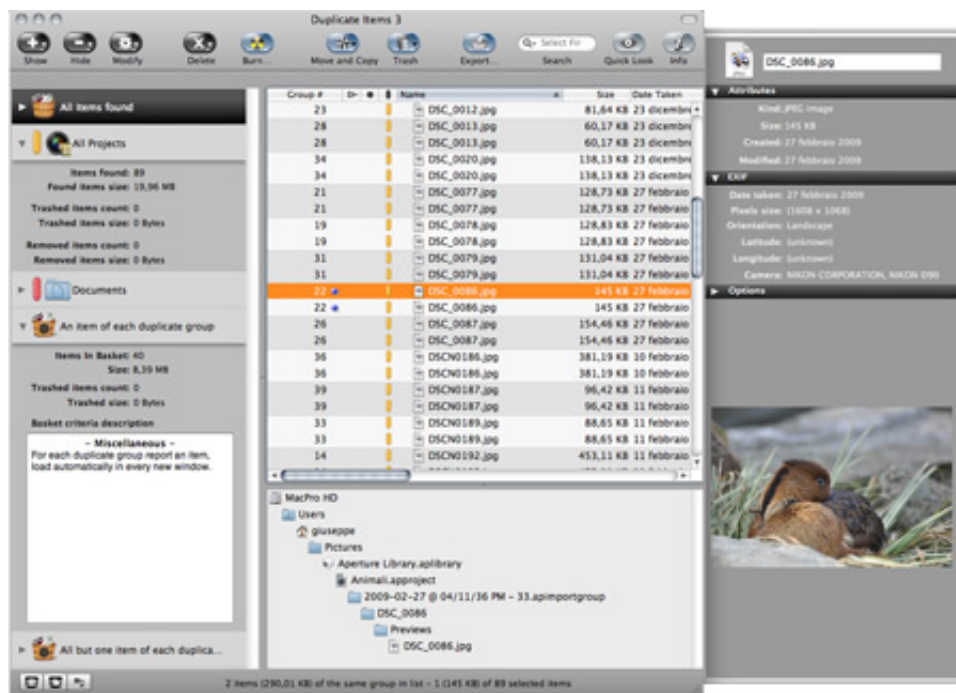 Duplicate Items 3
Show
Hide
Modify
Delete
Burn...
Move and Copy
Trash
Export...
Select Fir
Search
Quick Look
Info
All items found
All Projects
Items found: 89
Found items size: 19,96 MB
Trashed items count: 0
Trashed items size: 0 Bytes
Removed items count: 0
Removed items size: 0 Bytes
Documents
An item of each duplicate group
Items In Basket: 40
Size: 8,39 MB
Trashed items count: 0
Trashed size: 0 Bytes
Basket criteria description
– Miscellaneous –
For each duplicate group report an item,
load automatically in every new window.
All but one item of each duplica...
Group # Name Size Date Taken
23 DSC_0012.jpg 81,64 KB 23 dicembre
28 DSC_0013.jpg 60,17 KB 23 dicembre
28 DSC_0013.jpg 60,17 KB 23 dicembre
34 DSC_0020.jpg 138,13 KB 23 dicembre
34 DSC_0020.jpg 138,13 KB 23 dicembre
21 DSC_0077.jpg 128,73 KB 27 febbraio
21 DSC_0077.jpg 128,73 KB 27 febbraio
19 DSC_0078.jpg 128,83 KB 27 febbraio
19 DSC_0078.jpg 128,83 KB 27 febbraio
31 DSC_0079.jpg 131,04 KB 27 febbraio
31 DSC_0079.jpg 131,04 KB 27 febbraio
22 DSC_0086.jpg 145 KB 27 febbraio
22 DSC_0086.jpg 145 KB 27 febbraio
26 DSC_0087.jpg 154,46 KB 27 febbraio
26 DSC_0087.jpg 154,46 KB 27 febbraio
36 DSCN0186.jpg 381,19 KB 10 febbraio
36 DSCN0186.jpg 381,19 KB 10 febbraio
39 DSCN0187.jpg 96,42 KB 11 febbraio
39 DSCN0187.jpg 96,42 KB 11 febbraio
33 DSCN0189.jpg 88,65 KB 11 febbraio
33 DSCN0189.jpg 88,65 KB 11 febbraio
14 DSCN0192.jpg 453,11 KB 11 febbraio
MacPro HD
Users
giuseppe
Pictures
Aperture Library.aplibrary
Animali.approject
2009-02-27 @ 04/11/36 PM – 33.apimportgroup
DSC_0086
Previews
DSC_0086.jpg
2 items (290,01 KB) of the same group in list – 1 (145 KB) of 89 selected items
DSC_0086.jpg
Attributes
Kind: JPEG image
Size: 145 KB
Created: 27 febbraio 2009
Modified: 27 febbraio 2009
EXIF
Date taken: 27 febbraio 2009
Pixels size: (1608 x 1068)
Orientation: Landscape
Latitude: (unknown)
Longitude: (unknown)
Camera: NIKON CORPORATION, NIKON D90
Options